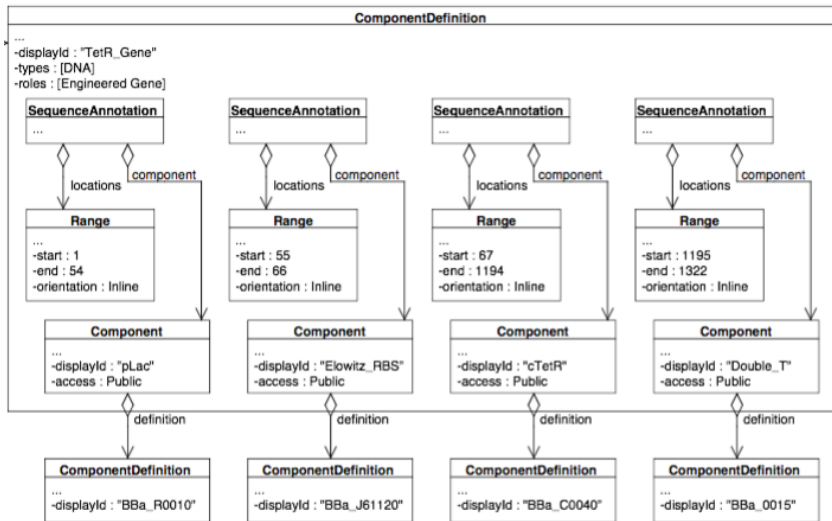 ComponentDefinition
...
-displayId : "TetR_Gene"
-types : [DNA]
-roles : [Engineered Gene]
SequenceAnnotation
...
locations
component
Range
...
-start : 1
-end : 54
-orientation : Inline
Component
...
-displayId : "pLac"
-access : Public
definition
ComponentDefinition
...
-displayId : "BBa_R0010"
SequenceAnnotation
...
locations
component
Range
...
-start : 55
-end : 66
-orientation : Inline
Component
...
-displayId : "Elowitz_RBS"
-access : Public
definition
ComponentDefinition
...
-displayId : "BBa_J61120"
SequenceAnnotation
...
locations
component
Range
...
-start : 67
-end : 1194
-orientation : Inline
Component
...
-displayId : "cTetR"
-access : Public
definition
ComponentDefinition
...
-displayId : "BBa_C0040"
SequenceAnnotation
...
locations
component
Range
...
-start : 1195
-end : 1322
-orientation : Inline
Component
...
-displayId : "Double_T"
-access : Public
definition
ComponentDefinition
...
-displayId : "BBa_0015"